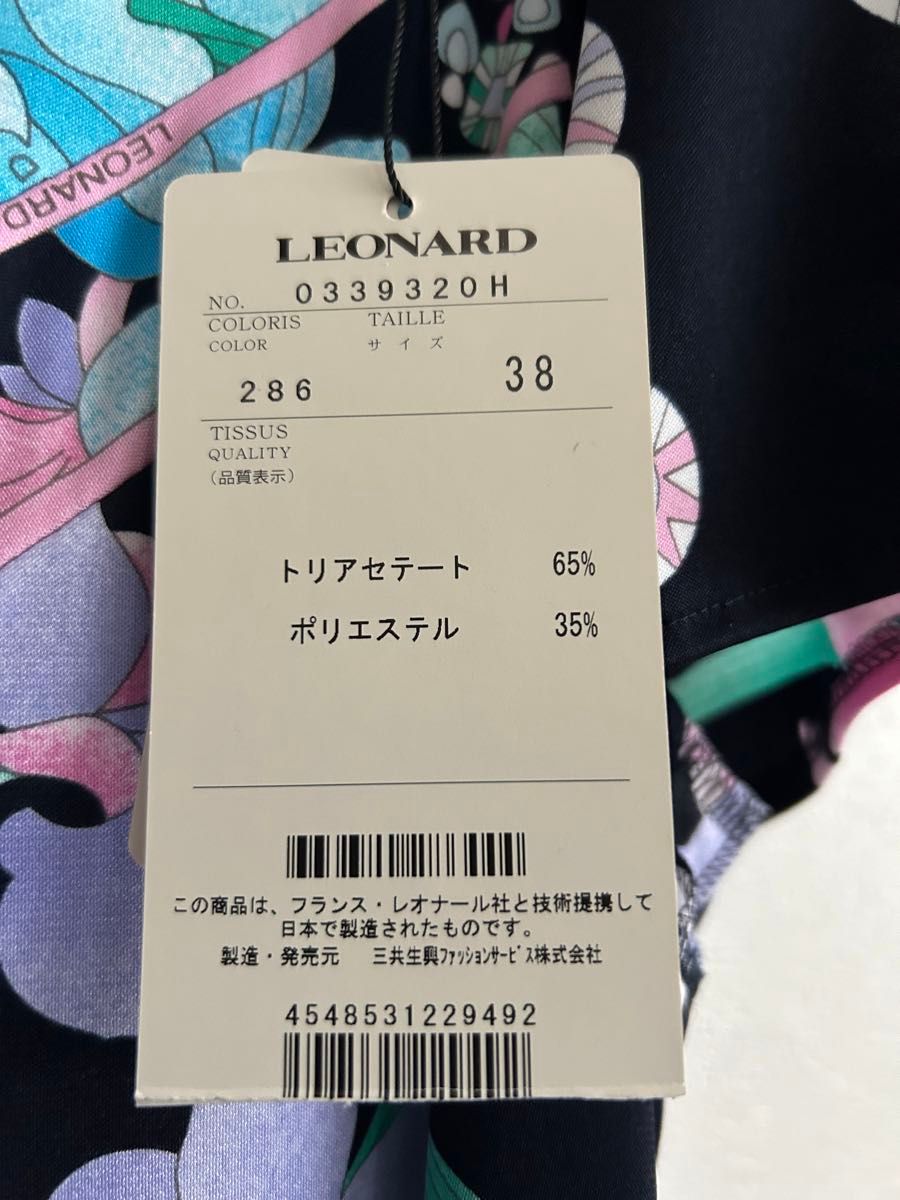 LEONARD
LEONARD
NO. 0339320H
COLORIS TAILLE
COLOR サイズ
286 38
TISSUS
QUALITY
(品質表示)
トリアセテート 65%
ポリエステル 35%
この商品は、フランス・レオナール社と技術提携して
日本で製造されたものです。
製造・発売元 三共生興ファッションサービス株式会社
4548531229492